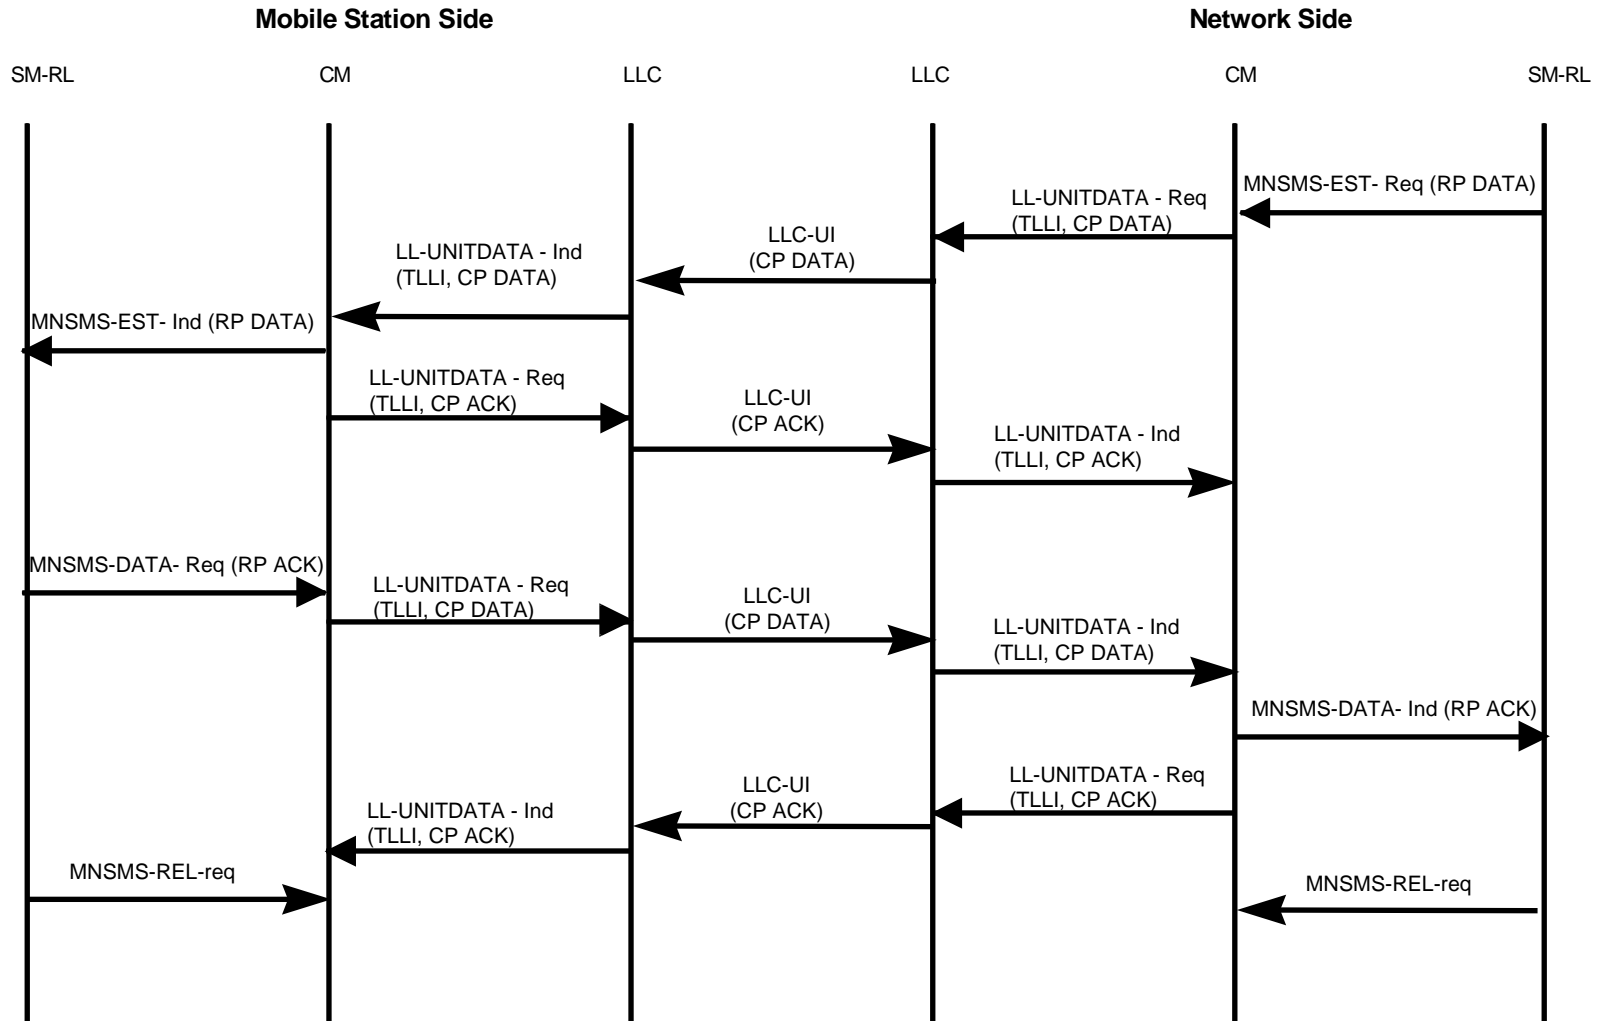 Mobile Station Side
Network Side
SM-RL
CM
LLC
LLC
CM
SM-RL
MNSMS-EST- Req (RP DATA)
LL-UNITDATA - Req
(TLLI, CP DATA)
LLC-UI
(CP DATA)
LL-UNITDATA - Ind
(TLLI, CP DATA)
MNSMS-EST- Ind (RP DATA)
LL-UNITDATA - Req
(TLLI, CP ACK)
LLC-UI
(CP ACK)
LL-UNITDATA - Ind
(TLLI, CP ACK)
MNSMS-DATA- Req (RP ACK)
LL-UNITDATA - Req
(TLLI, CP DATA)
LLC-UI
(CP DATA)
LL-UNITDATA - Ind
(TLLI, CP DATA)
MNSMS-DATA- Ind (RP ACK)
LL-UNITDATA - Req
(TLLI, CP ACK)
LLC-UI
(CP ACK)
LL-UNITDATA - Ind
(TLLI, CP ACK)
MNSMS-REL-req
MNSMS-REL-req